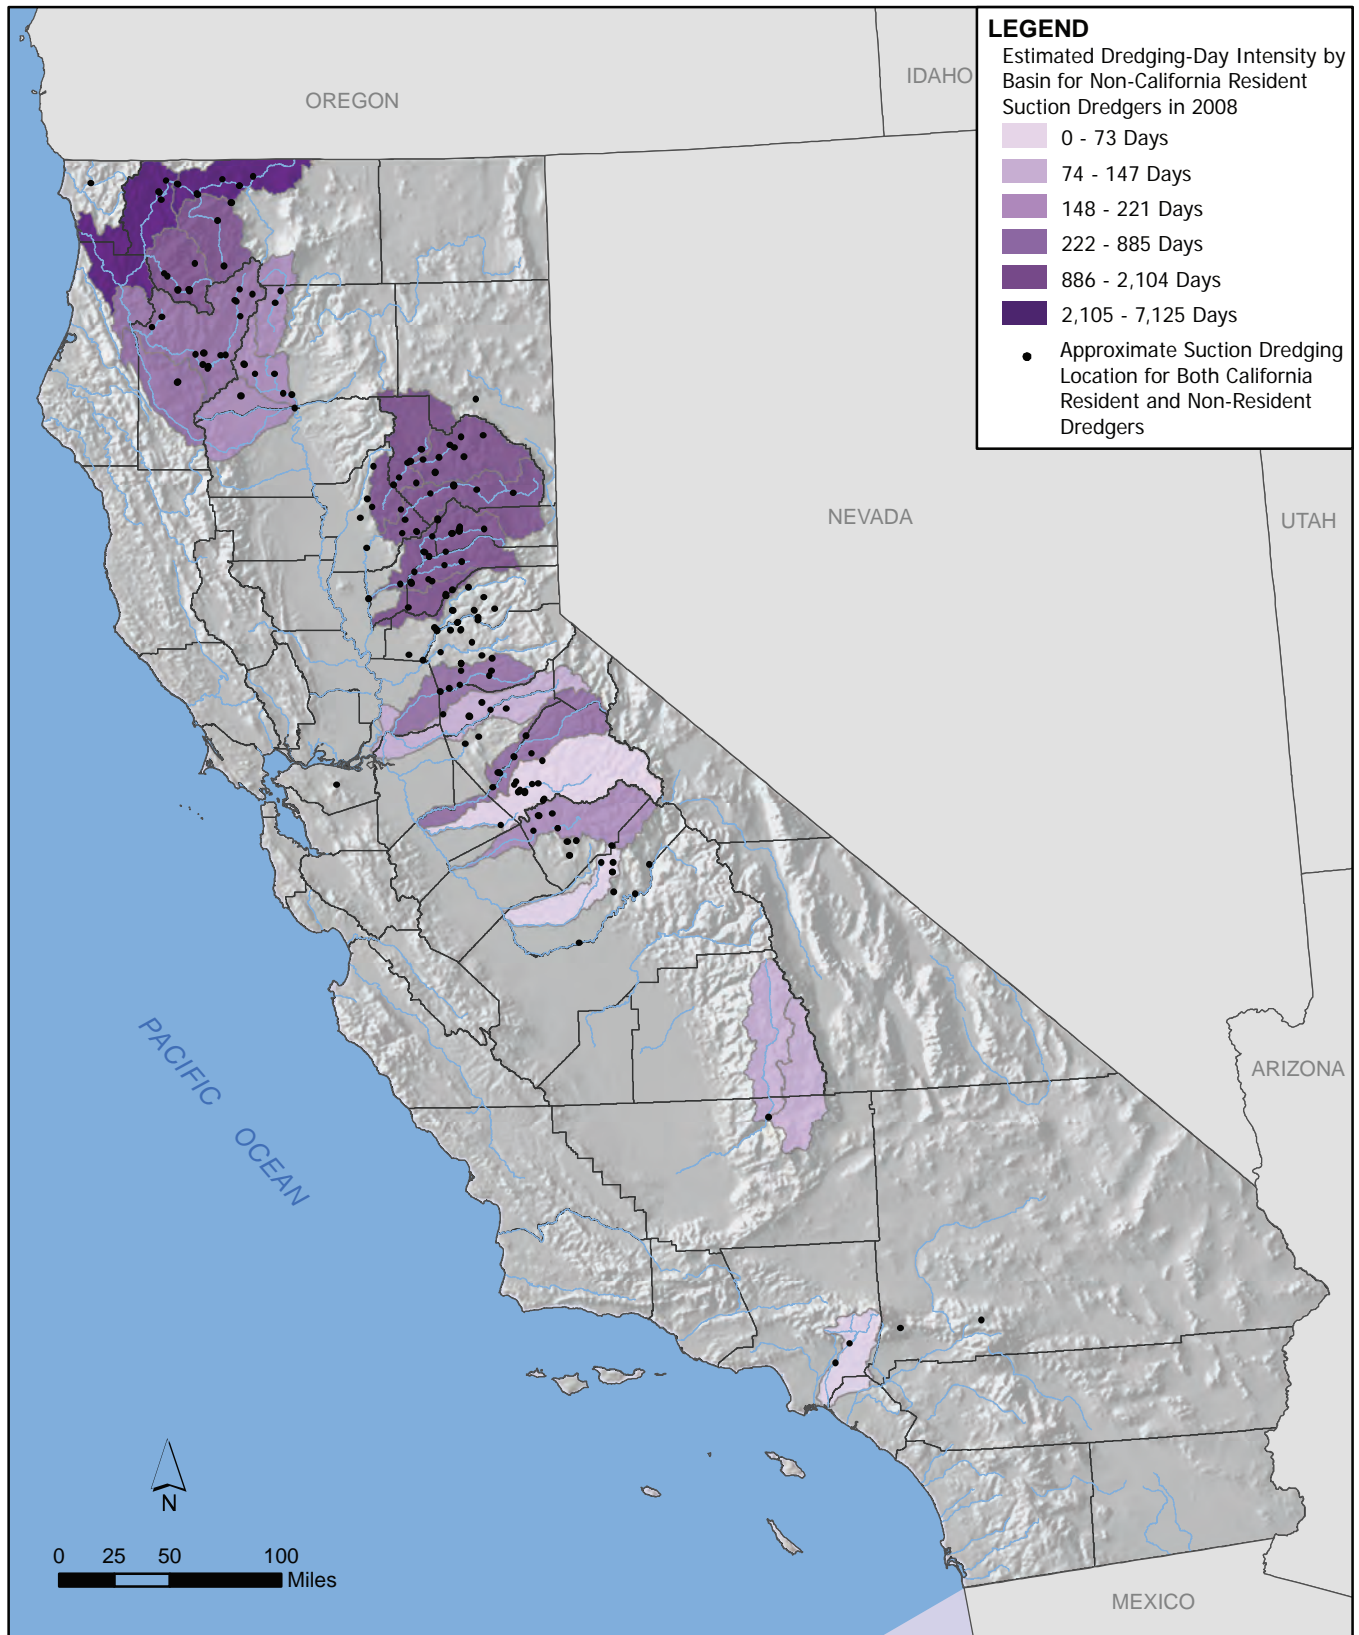 LEGEND
Estimated Dredging-Day Intensity by
Basin for Non-California Resident
Suction Dredgers in 2008
0 - 73 Days
74 - 147 Days
148 - 221 Days
222 - 885 Days
886 - 2,104 Days
2,105 - 7,125 Days
Approximate Suction Dredging
Location for Both California
Resident and Non-Resident
Dredgers
OREGON
IDAHO
NEVADA
UTAH
ARIZONA
PACIFIC
OCEAN
N
0 25 50 100
Miles
MEXICO